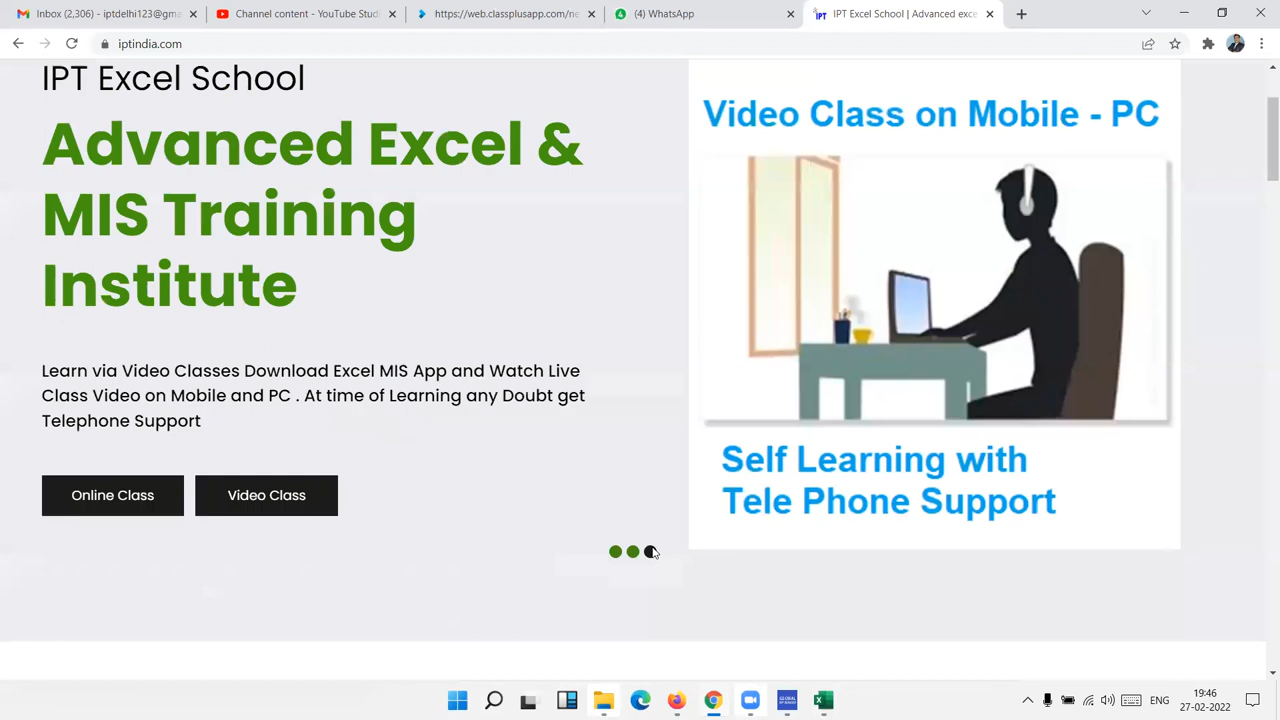 Inbox (2,306) - iptdelhi123@gma
Channel content - YouTube Studi
https://web.classplusapp.com/ne
(4) WhatsApp
IPT Excel School | Advanced exce
iptindia.com
IPT Excel School
Advanced Excel &
MIS Training
Institute
Learn via Video Classes Download Excel MIS App and Watch Live
Class Video on Mobile and PC . At time of Learning any Doubt get
Telephone Support
Online Class
Video Class
Video Class on Mobile - PC
Self Learning with
Tele Phone Support
ENG
19:46
27-02-2022